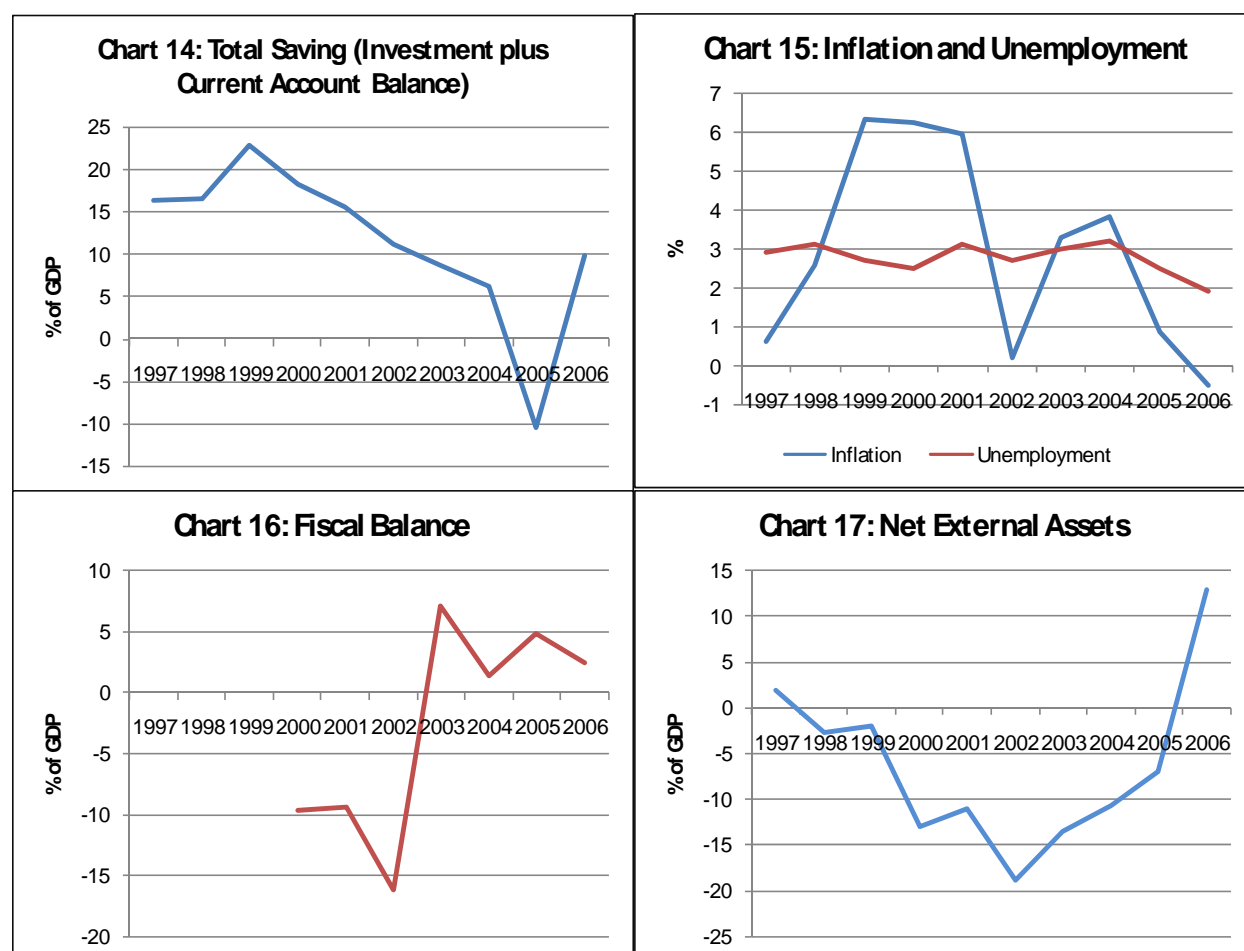 Chart 14: Total Saving (Investment plus
Current Account Balance)
25
20
15
10
5
0
-5
-10
-15
% of GDP
1997 1998 1999 2000 2001 2002 2003 2004 2005 2006
Chart 15: Inflation and Unemployment
7
6
5
4
3
2
1
0
-1
%
1997 1998 1999 2000 2001 2002 2003 2004 2005 2006
Inflation Unemployment
Chart 16: Fiscal Balance
10
5
0
-5
-10
-15
-20
% of GDP
1997 1998 1999 2000 2001 2002 2003 2004 2005 2006
Chart 17: Net External Assets
15
10
5
0
-5
-10
-15
-20
-25
% of GDP
1997 1998 1999 2000 2001 2002 2003 2004 2005 2006